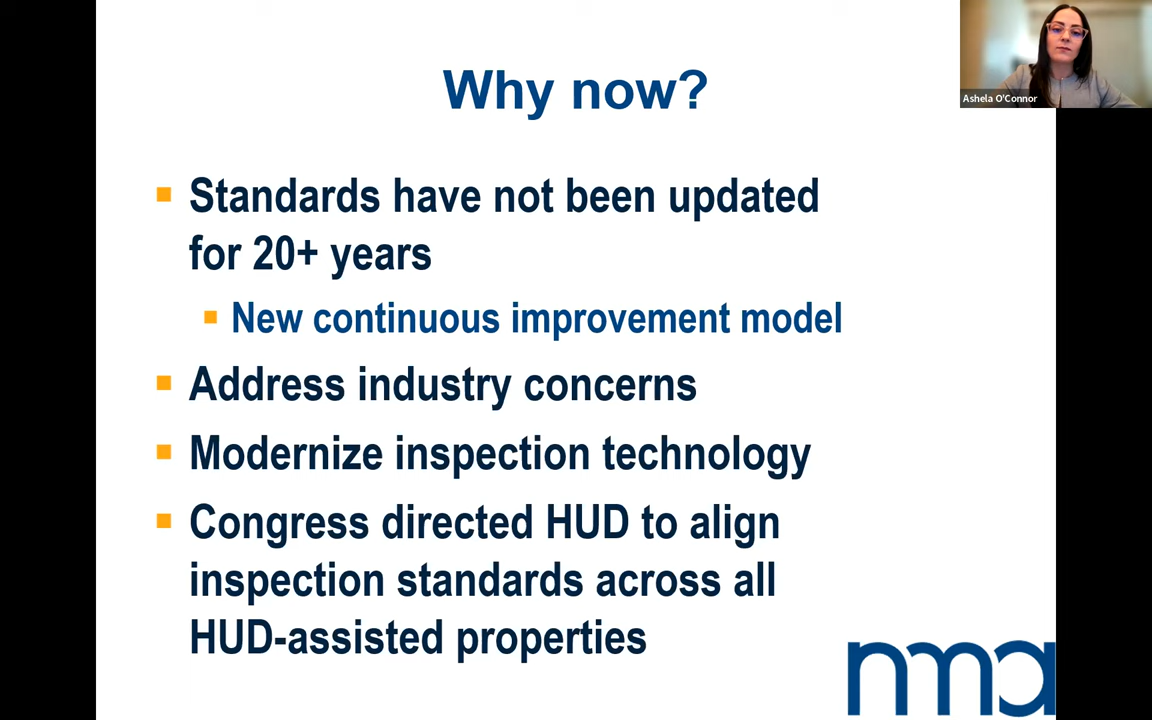 Why now?
Ashela O'Connor
Standards have not been updated
for 20+ years
New continuous improvement model
Address industry concerns
Modernize inspection technology
Congress directed HUD to align
inspection standards across all
HUD-assisted properties
nma